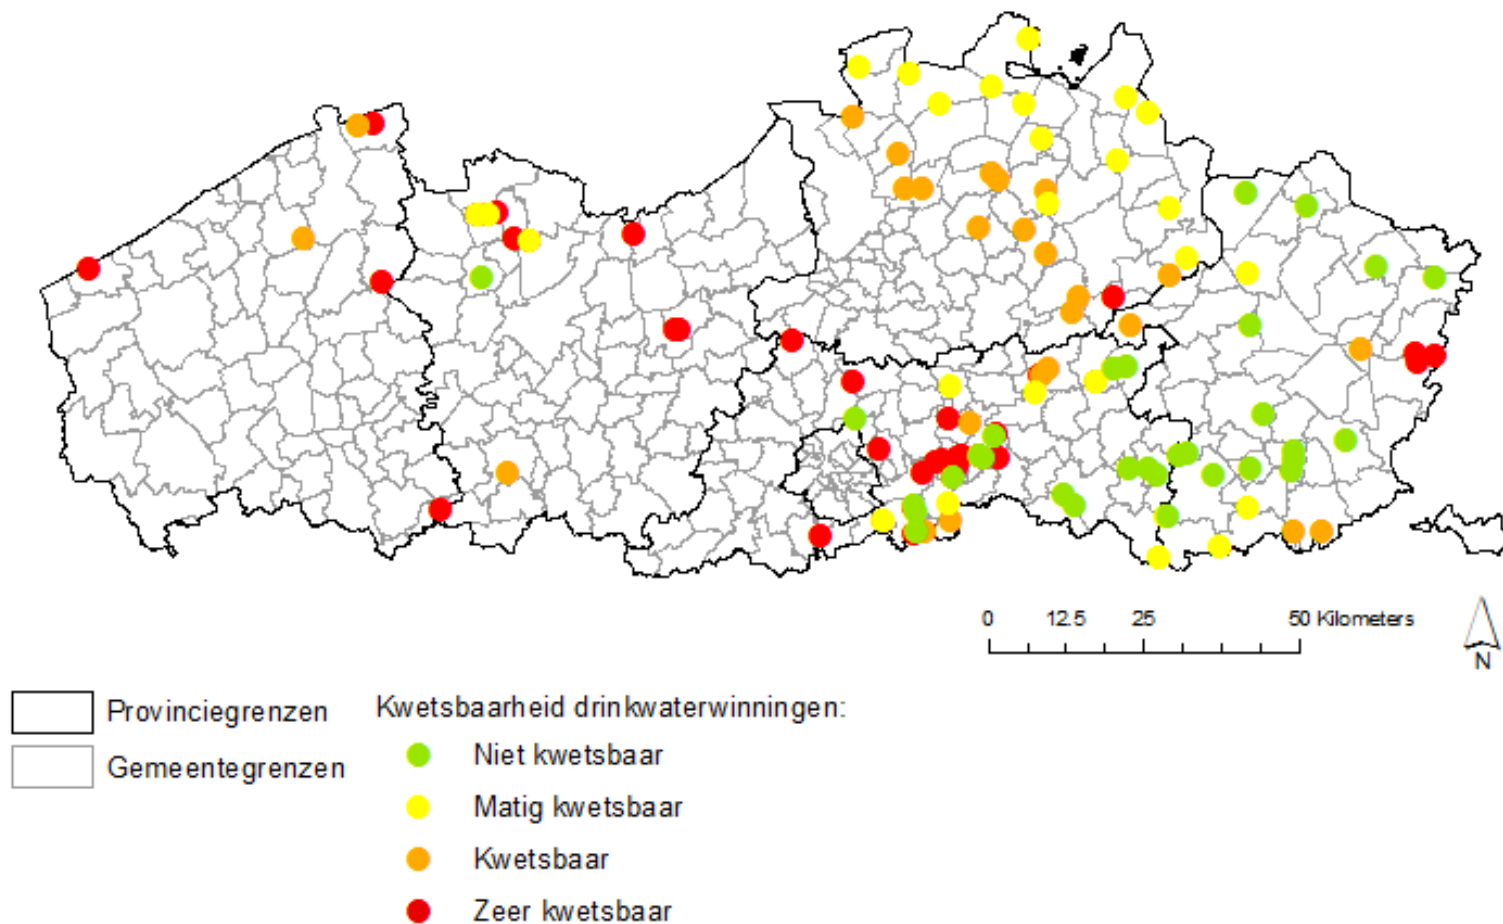 0 12.5 25 50 Kilometers
N
Provinciegrenzen
Gemeentegrenzen
Kwetsbaarheid drinkwaterwinningen:
Niet kwetsbaar
Matig kwetsbaar
Kwetsbaar
Zeer kwetsbaar